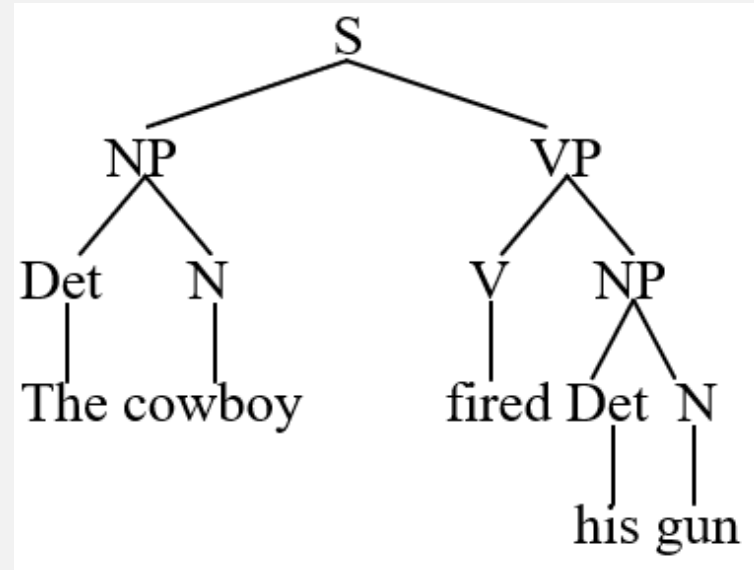 S
NP VP
Det N V NP
The cowboy fired Det N
his gun